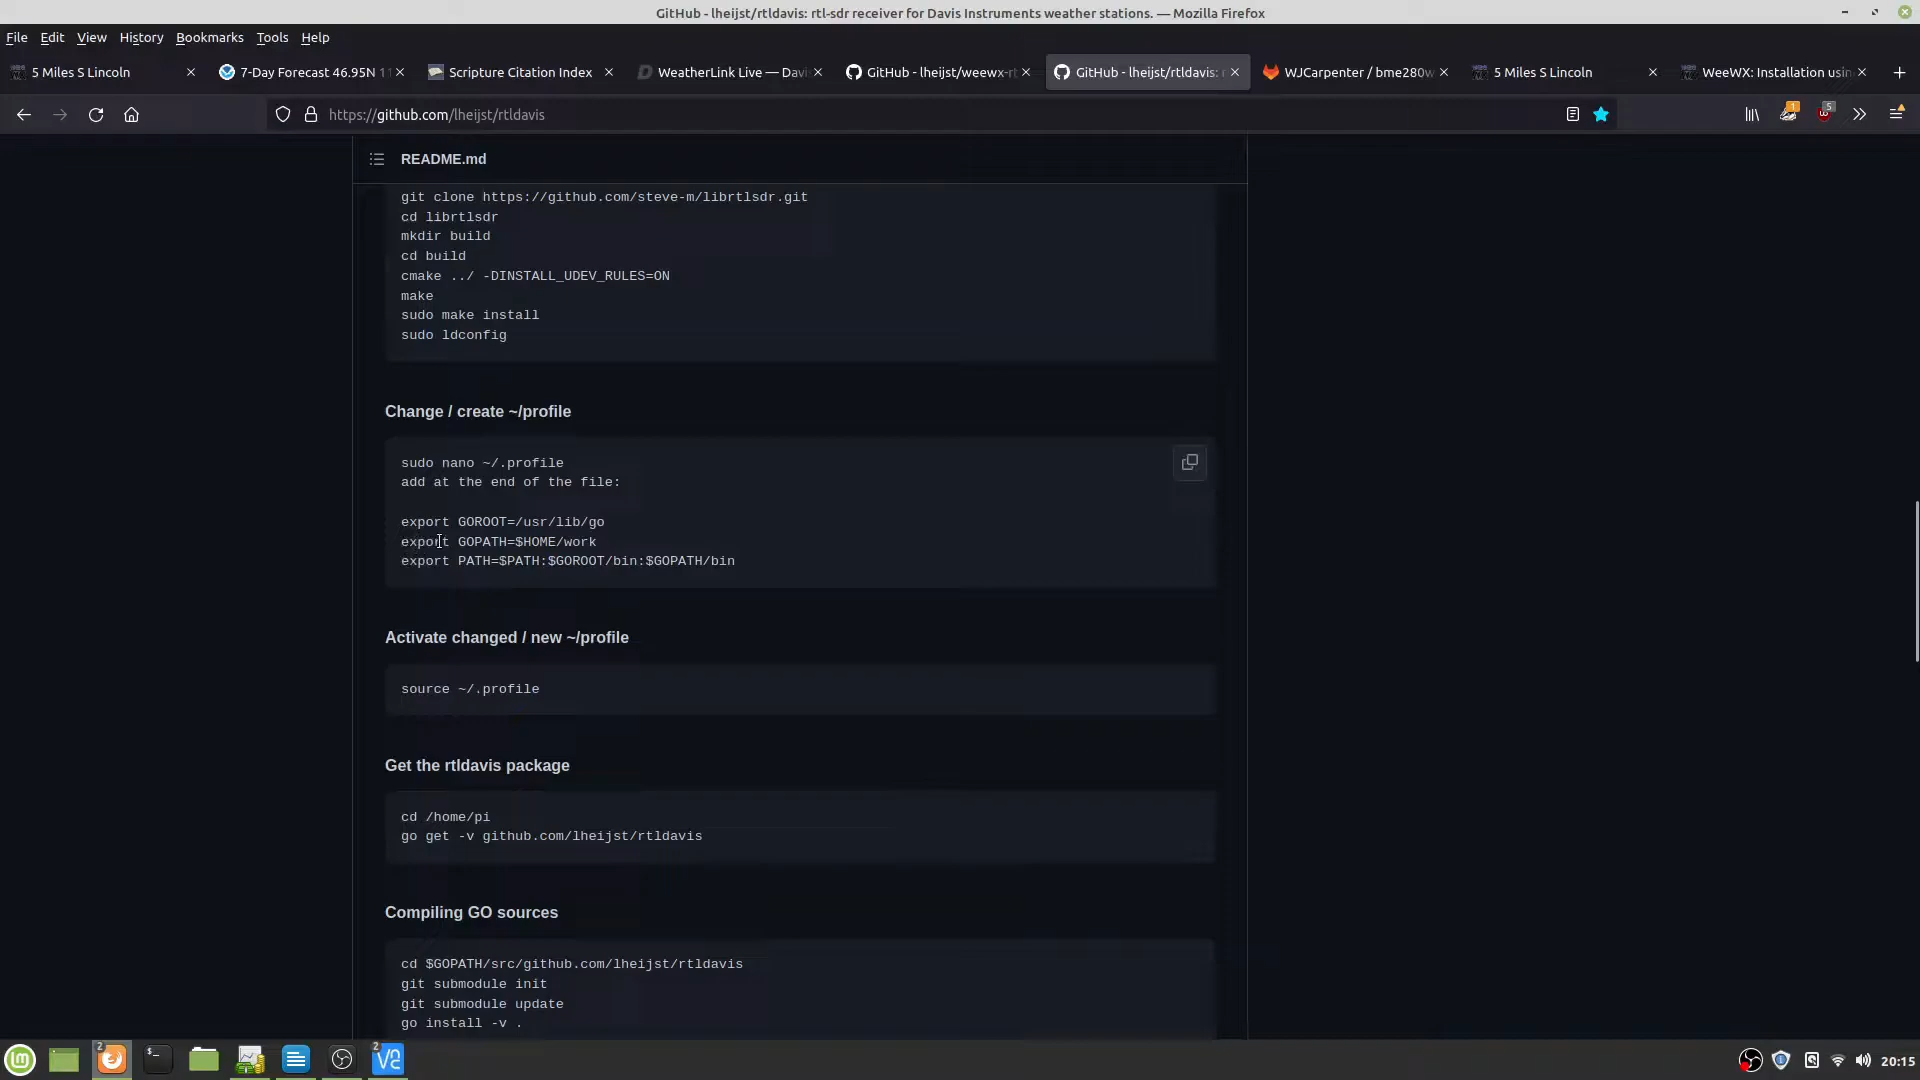 GitHub - lheijst/rtldavis: rtl-sdr receiver for Davis Instruments weather stations. — Mozilla Firefox
File Edit View History Bookmarks Tools Help
5 Miles S Lincoln
7-Day Forecast 46.95N 11
Scripture Citation Index
WeatherLink Live — Davi
GitHub - lheijst/weewx-rt
GitHub - lheijst/rtldavis: r
WJCarpenter / bme280w
5 Miles S Lincoln
WeeWX: Installation usin
https://github.com/lheijst/rtldavis
1
5
README.md
git clone https://github.com/steve-m/librtlsdr.git
cd librtlsdr
mkdir build
cd build
cmake ../ -DINSTALL_UDEV_RULES=ON
make
sudo make install
sudo ldconfig
Change / create ~/profile
sudo nano ~/.profile
add at the end of the file:
export GOROOT=/usr/lib/go
export GOPATH=$HOME/work
export PATH=$PATH:$GOROOT/bin:$GOPATH/bin
Activate changed / new ~/profile
source ~/.profile
Get the rtldavis package
cd /home/pi
go get -v github.com/lheijst/rtldavis
Compiling GO sources
cd $GOPATH/src/github.com/lheijst/rtldavis
git submodule init
git submodule update
go install -v .
2
2
20:15